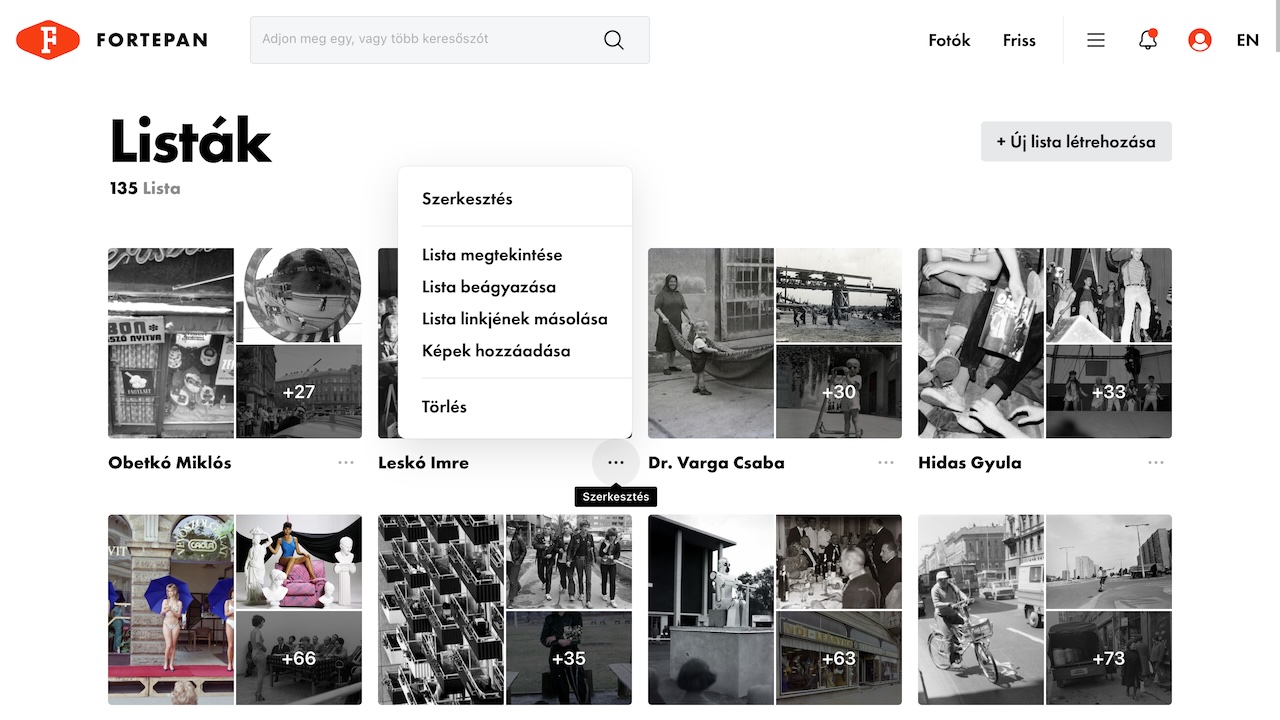 FORTEPAN
Adjon meg egy, vagy több keresőszót
Fotók
Friss
EN
Listák
+ Új lista létrehozása
135 Lista
Szerkesztés
Lista megtekintése
Lista beágyazása
Lista linkjének másolása
Képek hozzáadása
Törlés
+27
+30
+33
Obetkó Miklós
Leskó Imre
Dr. Varga Csaba
Hidas Gyula
Szerkesztés
+66
+35
+63
+73